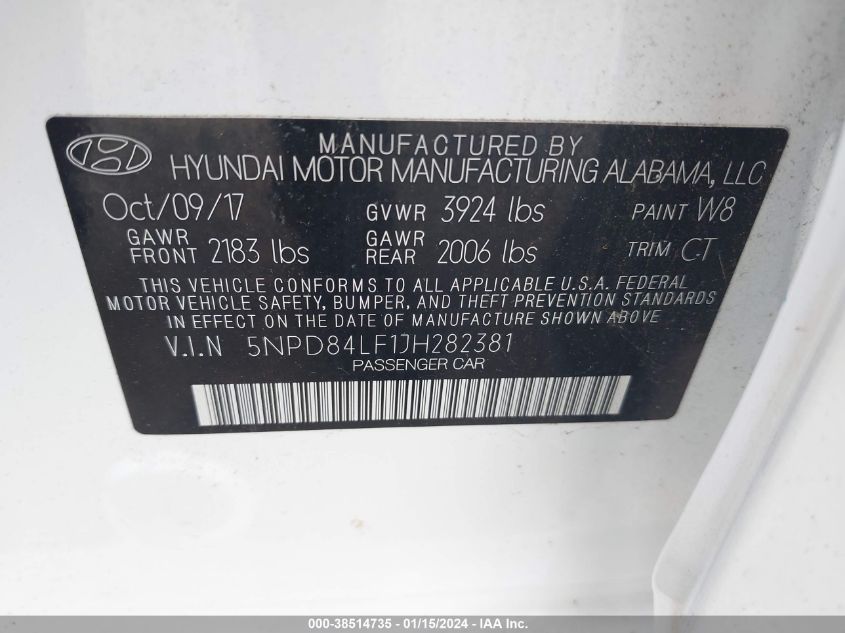 MANUFACTURED BY
HYUNDAI MOTOR MANUFACTURING ALABAMA, LLC
Oct/09/17 GVWR 3924 lbs PAINT W8
GAWR FRONT 2183 lbs GAWR REAR 2006 lbs TRIM CT
THIS VEHICLE CONFORMS TO ALL APPLICABLE U.S.A. FEDERAL
MOTOR VEHICLE SAFETY, BUMPER, AND THEFT PREVENTION STANDARDS
IN EFFECT ON THE DATE OF MANUFACTURE SHOWN ABOVE
V.I.N 5NPD84LF1JH282381
PASSENGER CAR
000-38514735 - 01/15/2024 - IAA Inc.